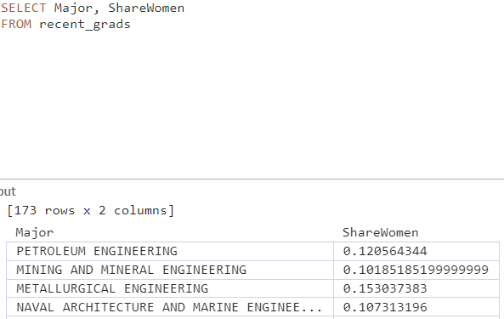 SELECT Major, ShareWomen
FROM recent_grads
put
[173 rows x 2 columns]
Major ShareWomen
PETROLEUM ENGINEERING 0.120564344
MINING AND MINERAL ENGINEERING 0.10185185199999999
METALLURGICAL ENGINEERING 0.153037383
NAVAL ARCHITECTURE AND MARINE ENGINEE... 0.107313196